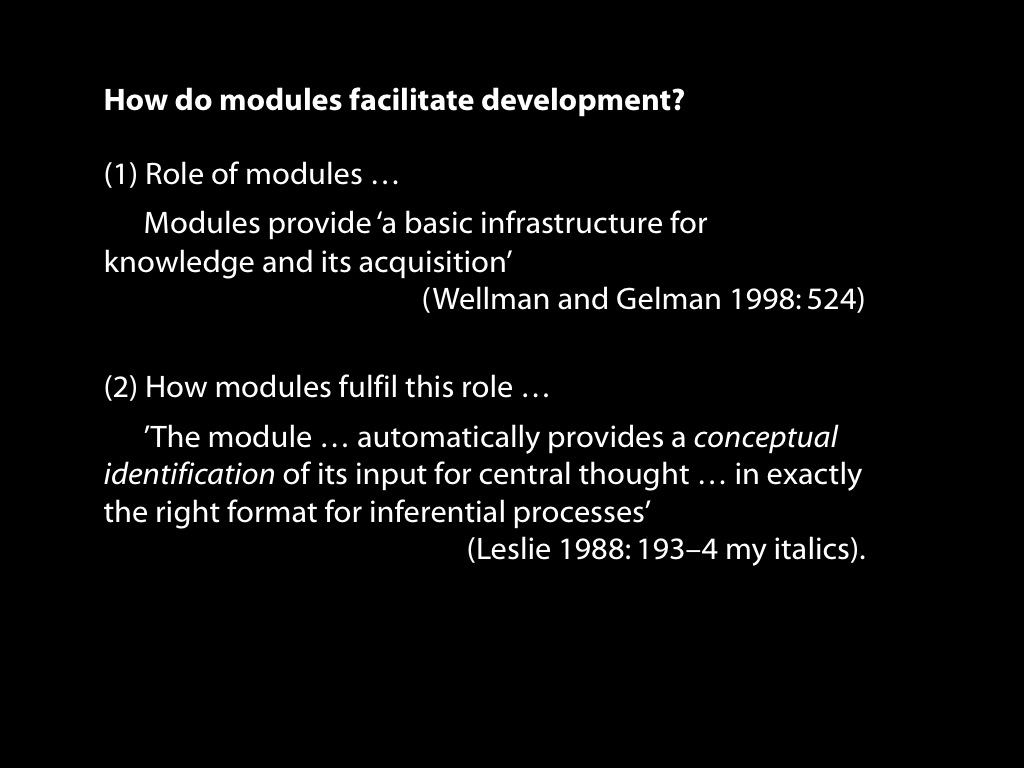 How do modules facilitate development?
(1) Role of modules …
Modules provide ‘a basic infrastructure for
knowledge and its acquisition’
(Wellman and Gelman 1998: 524)
(2) How modules fulfil this role …
’The module … automatically provides a conceptual
identification of its input for central thought … in exactly
the right format for inferential processes’
(Leslie 1988: 193–4 my italics).